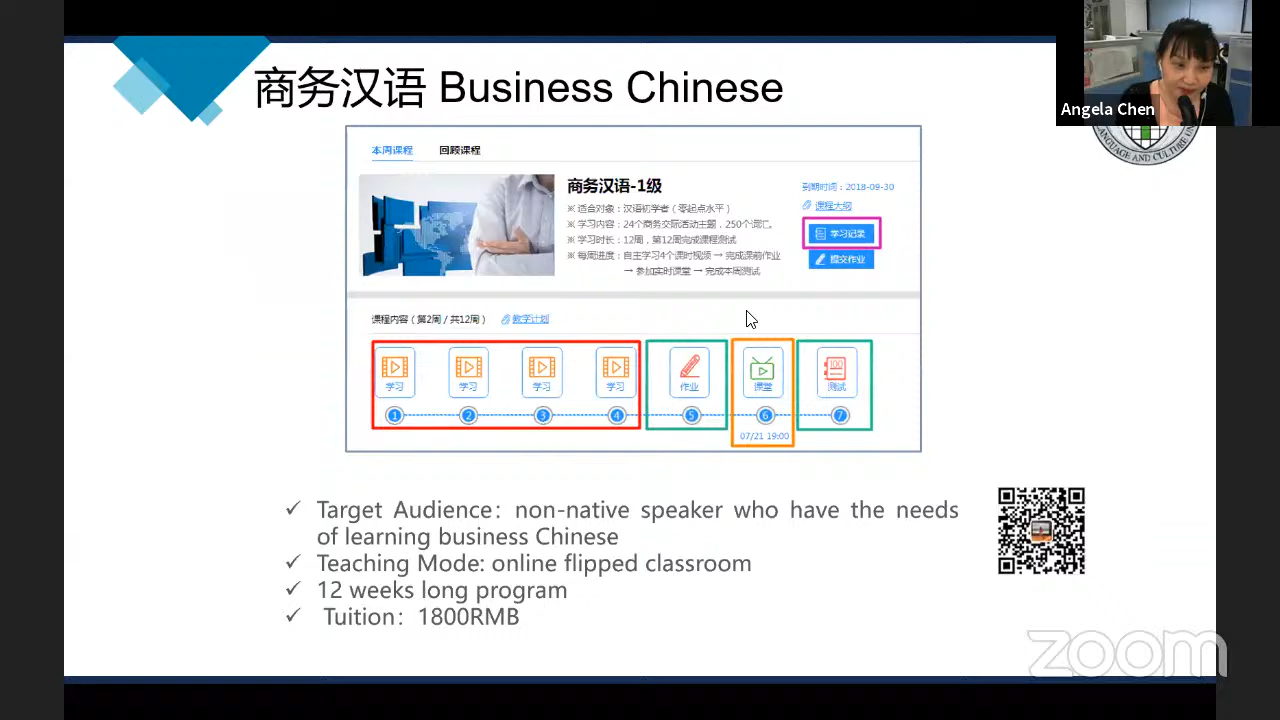 商务汉语 Business Chinese
Angela Chen
LANGUAGE AND CULTURE UN
本周课程 回顾课程
商务汉语-1级
※ 适合对象：汉语初学者（零起点水平）
※ 学习内容：24个商务交际活动主题，250个词汇。
※ 学习时长：12周，第12周完成课程测试
※ 每周进度：自主学习4个课时视频 → 完成课前作业
→ 参加实时课堂 → 完成本周测试
到期时间：2018-09-30
课程大纲
学习记录
提交作业
课程内容（第2周 / 共12周） 教学计划
学习 学习 学习 学习 作业 课堂 100 测试
1 2 3 4 5 6 7
07/21 19:00
✓ Target Audience： non-native speaker who have the needs
of learning business Chinese
✓ Teaching Mode: online flipped classroom
✓ 12 weeks long program
✓ Tuition： 1800RMB
zoom